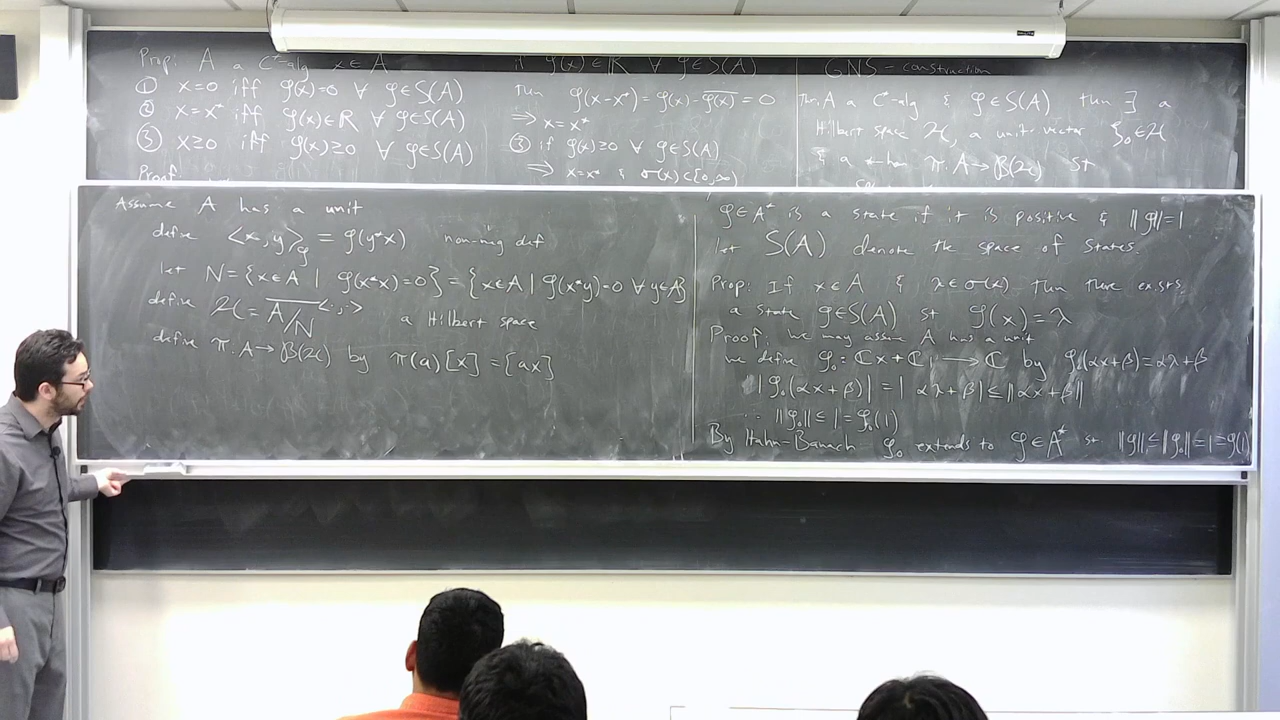 Prop: A a C*-alg x∈A
① x=0 iff φ(x)=0 ∀ φ∈S(A)
② x=x* iff φ(x)∈ℝ ∀ φ∈S(A)
③ x≥0 iff φ(x)≥0 ∀ φ∈S(A)
Proof
if φ(x)∈ℝ ∀ φ∈S(A)
then φ(x-x*)=φ(x)-\overline{φ(x)}=0
⟹ x=x*
③ if φ(x)≥0 ∀ φ∈S(A)
⟹ x=x* & σ(x)⊂[0,∞)
GNS-construction
Thm: A a C*-alg & φ∈S(A) then ∃ a
Hilbert space ℋ, a unit vector ξ₀∈ℋ
& a *-hom π:A→B(ℋ) st
Assume A has a unit
define ⟨x,y⟩_φ = φ(y*x) non-neg def
let N={x∈A | φ(x*x)=0}={x∈A | φ(x*y)=0 ∀ y∈A}
define ℋ=\overline{A/N}^{⟨·,·⟩} a Hilbert space
define π:A→B(ℋ) by π(a)[x]=[ax]
φ∈A* is a state if it is positive & ‖φ‖=1
let S(A) denote the space of states.
Prop: If x∈A & λ∈σ(x) then there exists
a state φ∈S(A) st φ(x)=λ
Proof: we may assume A has a unit
we define φ₀:ℂx+ℂ1→ℂ by φ₀(αx+β)=αλ+β
|φ₀(αx+β)|=|αλ+β|≤‖αx+β‖
∴ ‖φ₀‖≤1=φ₀(1)
By Hahn-Banach φ₀ extends to φ∈A* st ‖φ‖≤‖φ₀‖=1=φ(1)